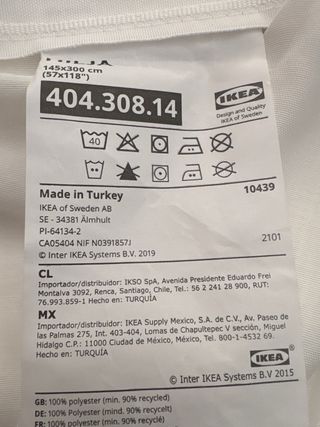 145x300 cm
(57x118")
404.308.14
IKEA
Design and Quality
IKEA of Sweden
40
Made in Turkey
10439
IKEA of Sweden AB
SE - 34381 Älmhult
PI-64134-2
CA05404 NIF N0391857J
2101
© Inter IKEA Systems B.V. 2019
CL
Importador/distribuidor: IKSO SpA, Avenida Presidente Eduardo Frei
Montalva 3092, Renca, Santiago, Chile, Tel.: 56 2 241 28 900, RUT:
76.993.859-1 Hecho en: TURQUÍA
MX
Importador/distribuidor: IKEA Supply Mexico, S.A. de C.V., Av. Paseo de
las Palmas 275, Int. 403-404, Lomas de Chapultepec V sección, Miguel
Hidalgo C.P.: 11000 Ciudad de México, México Tel. 800-1-4532 69.
Hecho en: TURQUÍA
IKEA
© Inter IKEA Systems B.V 2015
GB: 100% polyester (min. 90% recycled)
DE: 100% polyester (mind. 90% recycelt)
FR: 100% polyester (min. 90% recyclé)